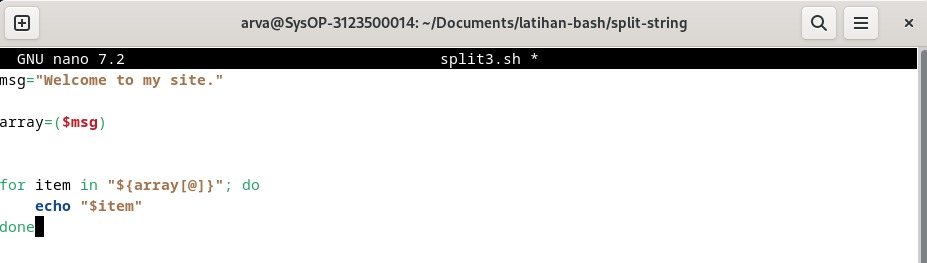 arva@SysOP-3123500014: ~/Documents/latihan-bash/split-string
GNU nano 7.2 split3.sh *
msg="Welcome to my site."
array=($msg)
for item in "${array[@]}"; do
    echo "$item"
done